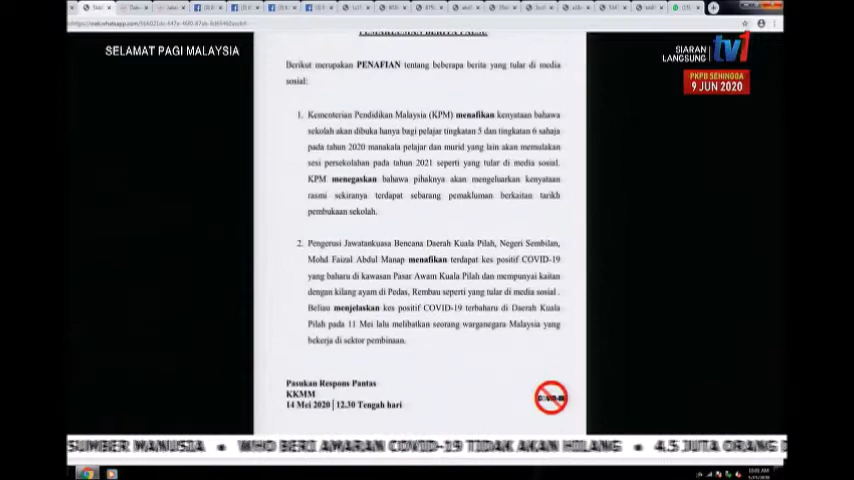 SELAMAT PAGI MALAYSIA
SIARAN
LANGSUNG
tv1
PKPB SEHINGGA
9 JUN 2020
Berikut merupakan PENAFIAN tentang beberapa berita yang tular di media
sosial:
1. Kementerian Pendidikan Malaysia (KPM) menafikan kenyataan bahawa
sekolah akan dibuka hanya bagi pelajar tingkatan 5 dan tingkatan 6 sahaja
pada tahun 2020 manakala pelajar dan murid yang lain akan memulakan
sesi persekolahan pada tahun 2021 seperti yang tular di media sosial.
KPM menegaskan bahawa pihaknya akan mengeluarkan kenyataan
rasmi sekiranya terdapat sebarang pemakluman berkaitan tarikh
pembukaan sekolah.
2. Pengerusi Jawatankuasa Bencana Daerah Kuala Pilah, Negeri Sembilan,
Mohd Faizal Abdul Manap menafikan terdapat kes positif COVID-19
yang baharu di kawasan Pasar Awam Kuala Pilah dan mempunyai kaitan
dengan kilang ayam di Pedas, Rembau seperti yang tular di media sosial .
Beliau menjelaskan kes positif COVID-19 terbaharu di Daerah Kuala
Pilah pada 11 Mei lalu melibatkan seorang warganegara Malaysia yang
bekerja di sektor pembinaan.
Pasukan Respons Pantas
KKMM
14 Mei 2020 | 12.30 Tengah hari
SUMBER MANUSIA • WHO BERI AMARAN COVID-19 TIDAK AKAN HILANG • 4.5 JUTA ORANG